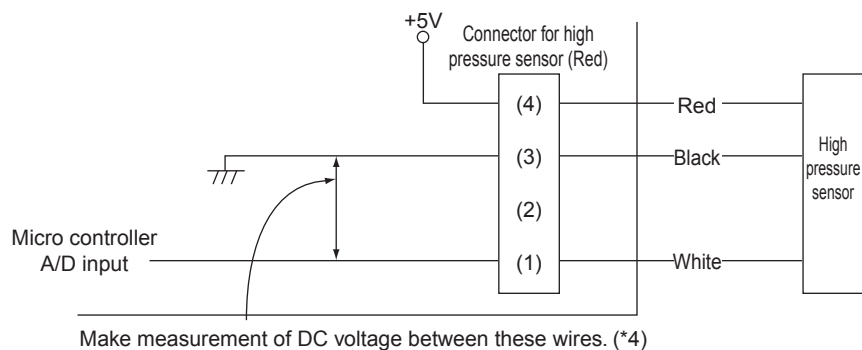 +5V
Connector for high
pressure sensor (Red)
(4)
Red
(3)
Black
High
pressure
sensor
(2)
Micro controller
A/D input
(1)
White
Make measurement of DC voltage between these wires. (*4)